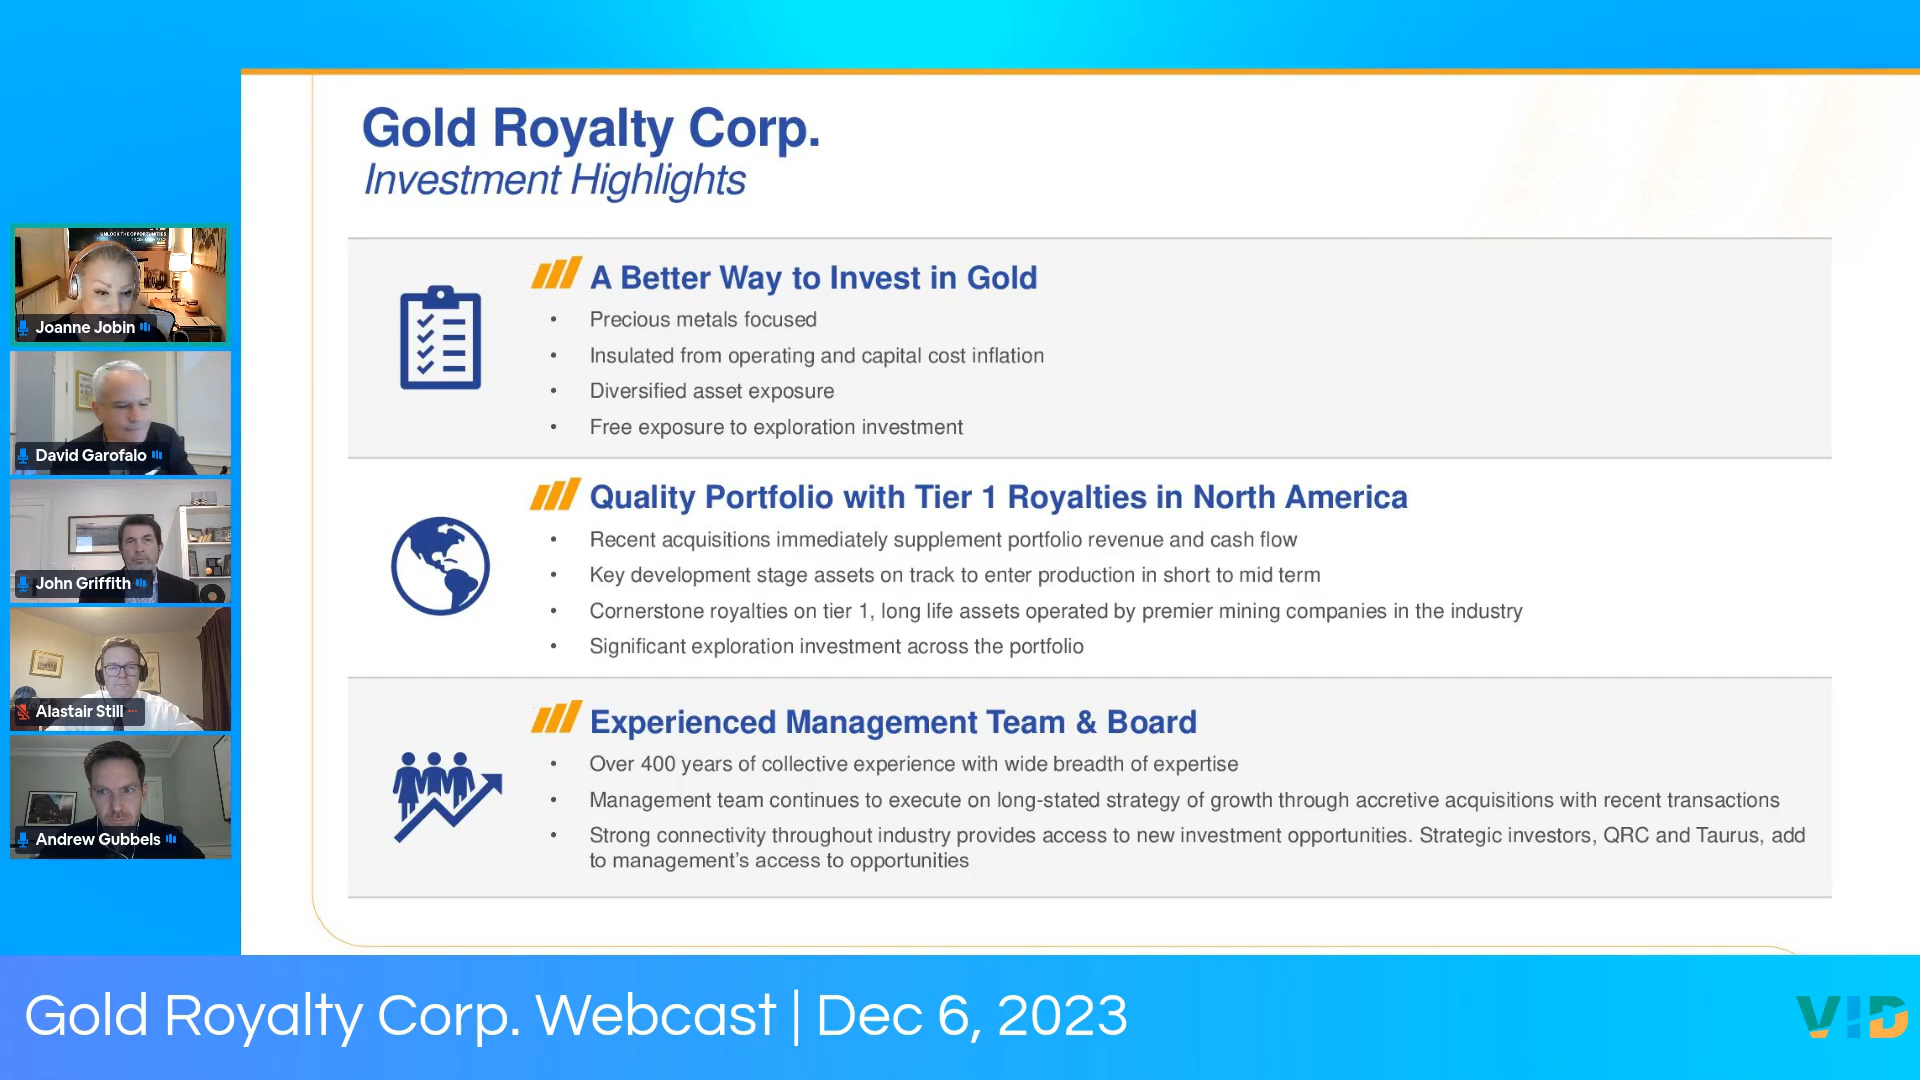 Gold Royalty Corp.
Investment Highlights
A Better Way to Invest in Gold
• Precious metals focused
• Insulated from operating and capital cost inflation
• Diversified asset exposure
• Free exposure to exploration investment
Quality Portfolio with Tier 1 Royalties in North America
• Recent acquisitions immediately supplement portfolio revenue and cash flow
• Key development stage assets on track to enter production in short to mid term
• Cornerstone royalties on tier 1, long life assets operated by premier mining companies in the industry
• Significant exploration investment across the portfolio
Experienced Management Team & Board
• Over 400 years of collective experience with wide breadth of expertise
• Management team continues to execute on long-stated strategy of growth through accretive acquisitions with recent transactions
• Strong connectivity throughout industry provides access to new investment opportunities. Strategic investors, QRC and Taurus, add
to management’s access to opportunities
UNLOCK THE OPPORTUNITIES
Joanne Jobin
David Garofalo
John Griffith
Alastair Still
Andrew Gubbels
Gold Royalty Corp. Webcast | Dec 6, 2023
VID